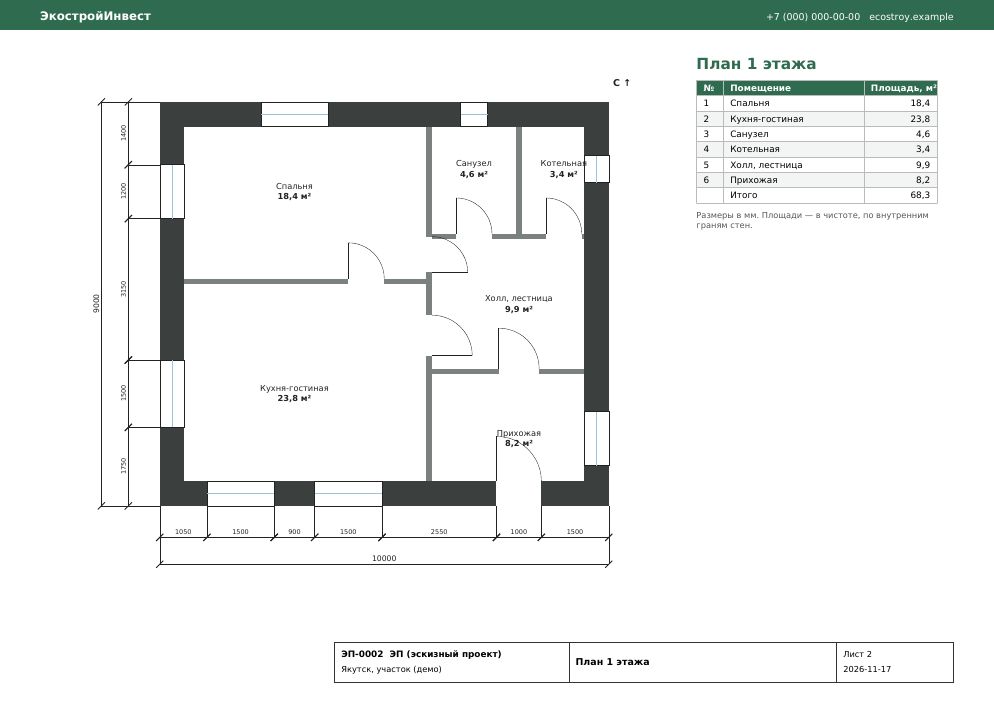 ЭкостройИнвест
+7 (000) 000-00-00 ecostroy.example
План 1 этажа
С ↑
№ Помещение Площадь, м²
1 Спальня 18,4
2 Кухня-гостиная 23,8
3 Санузел 4,6
4 Котельная 3,4
5 Холл, лестница 9,9
6 Прихожая 8,2
Итого 68,3
Размеры в мм. Площади — в чистоте, по внутренним
граням стен.
Спальня
18,4 м²
Санузел
4,6 м²
Котельная
3,4 м²
Холл, лестница
9,9 м²
Кухня-гостиная
23,8 м²
Прихожая
8,2 м²
1400
1200
3150
1500
1750
9000
1050 1500 900 1500 2550 1000 1500
10000
ЭП-0002 ЭП (эскизный проект)
Якутск, участок (демо)
План 1 этажа
Лист 2
2026-11-17